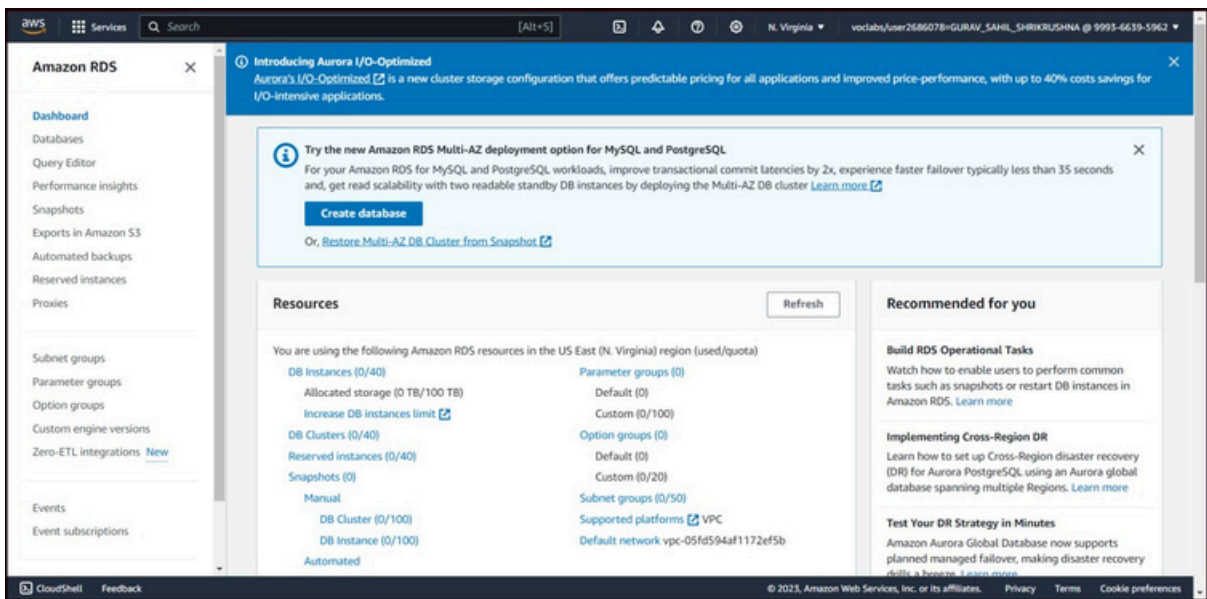 aws
Services
Search
[Alt+S]
N. Virginia
voclabs/user2686078=GURAV_SAHIL_SHRIKRUSHNA @ 9993-6639-5962
Amazon RDS
Dashboard
Databases
Query Editor
Performance insights
Snapshots
Exports in Amazon S3
Automated backups
Reserved instances
Proxies
Subnet groups
Parameter groups
Option groups
Custom engine versions
Zero-ETL integrations New
Events
Event subscriptions
Introducing Aurora I/O-Optimized
Aurora's I/O-Optimized is a new cluster storage configuration that offers predictable pricing for all applications and improved price-performance, with up to 40% costs savings for
I/O-intensive applications.
Try the new Amazon RDS Multi-AZ deployment option for MySQL and PostgreSQL
For your Amazon RDS for MySQL and PostgreSQL workloads, improve transactional commit latencies by 2x, experience faster failover typically less than 35 seconds
and, get read scalability with two readable standby DB instances by deploying the Multi-AZ DB cluster Learn more
Create database
Or, Restore Multi-AZ DB Cluster from Snapshot
Resources
Refresh
You are using the following Amazon RDS resources in the US East (N. Virginia) region (used/quota)
DB Instances (0/40)
Allocated storage (0 TB/100 TB)
Increase DB instances limit
DB Clusters (0/40)
Reserved instances (0/40)
Snapshots (0)
Manual
DB Cluster (0/100)
DB Instance (0/100)
Automated
Parameter groups (0)
Default (0)
Custom (0/100)
Option groups (0)
Default (0)
Custom (0/20)
Subnet groups (0/50)
Supported platforms VPC
Default network vpc-05fd594af1172ef5b
Recommended for you
Build RDS Operational Tasks
Watch how to enable users to perform common
tasks such as snapshots or restart DB instances in
Amazon RDS. Learn more
Implementing Cross-Region DR
Learn how to set up Cross-Region disaster recovery
(DR) for Aurora PostgreSQL using an Aurora global
database spanning multiple Regions. Learn more
Test Your DR Strategy in Minutes
Amazon Aurora Global Database now supports
planned managed failover, making disaster recovery
drills a breeze. Learn more
CloudShell
Feedback
© 2023, Amazon Web Services, Inc. or its affiliates.
Privacy
Terms
Cookie preferences